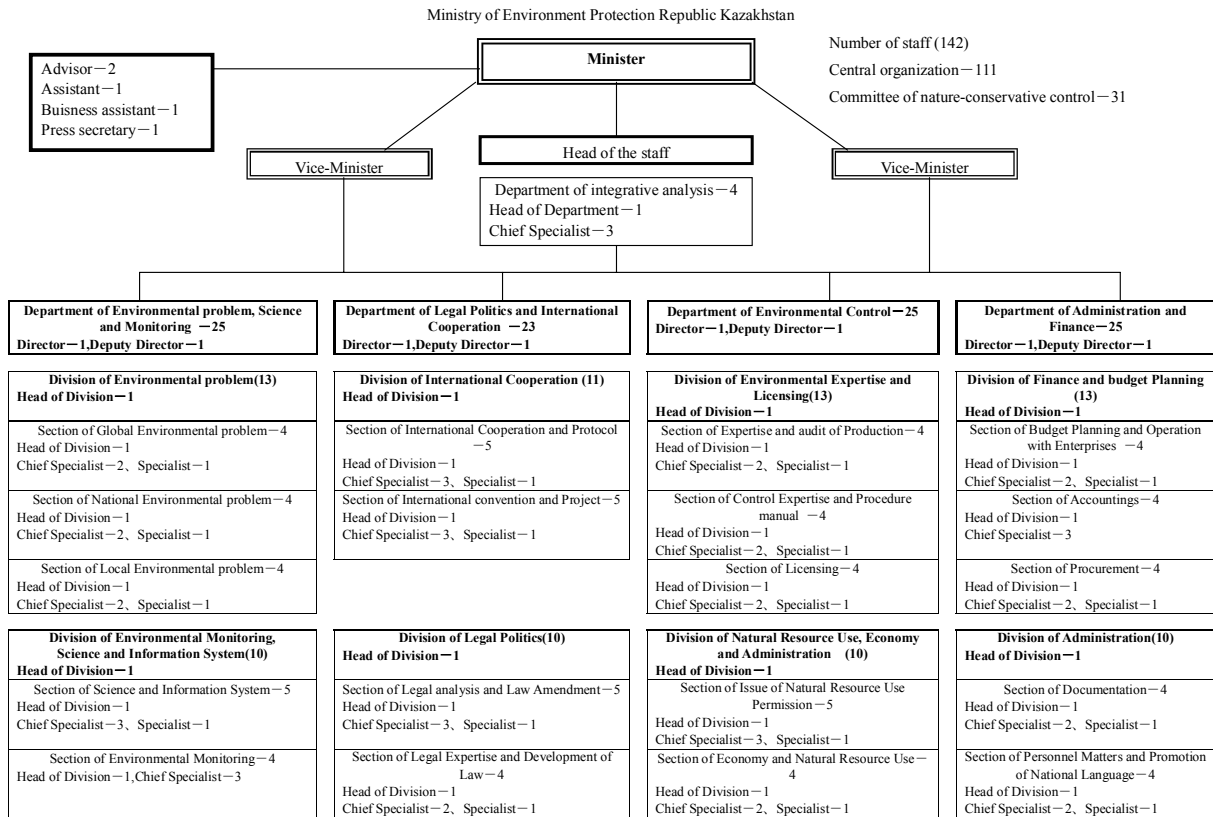 Ministry of Environment Protection Republic Kazakhstan
Minister
Number of staff (142)
Central organization－111
Committee of nature-conservative control－31
Advisor－2
Assistant－1
Buisness assistant－1
Press secretary－1
Vice-Minister
Head of the staff
Vice-Minister
Department of integrative analysis－4
Head of Department－1
Chief Specialist－3
Department of Environmental problem, Science
and Monitoring －25
Director－1,Deputy Director－1
Division of Environmental problem(13)
Head of Division－1
Section of Global Environmental problem－4
Head of Division－1
Chief Specialist－2、Specialist－1
Section of National Environmental problem－4
Head of Division－1
Chief Specialist－2、Specialist－1
Section of Local Environmental problem－4
Head of Division－1
Chief Specialist－2、Specialist－1
Division of Environmental Monitoring,
Science and Information System(10)
Head of Division－1
Section of Science and Information System－5
Head of Division－1
Chief Specialist－3、Specialist－1
Section of Environmental Monitoring－4
Head of Division－1,Chief Specialist－3
Department of Legal Politics and International
Cooperation －23
Director－1,Deputy Director－1
Division of International Cooperation (11)
Head of Division－1
Section of International Cooperation and Protocol
－5
Head of Division－1
Chief Specialist－3、Specialist－1
Section of International convention and Project－5
Head of Division－1
Chief Specialist－3、Specialist－1
Division of Legal Politics(10)
Head of Division－1
Section of Legal analysis and Law Amendment－5
Head of Division－1
Chief Specialist－3、Specialist－1
Section of Legal Expertise and Development of
Law－4
Head of Division－1
Chief Specialist－2、Specialist－1
Department of Environmental Control－25
Director－1,Deputy Director－1
Division of Environmental Expertise and
Licensing(13)
Head of Division－1
Section of Expertise and audit of Production－4
Head of Division－1
Chief Specialist－2、Specialist－1
Section of Control Expertise and Procedure
manual －4
Head of Division－1
Chief Specialist－2、Specialist－1
Section of Licensing－4
Head of Division－1
Chief Specialist－2、Specialist－1
Division of Natural Resource Use, Economy
and Administration (10)
Head of Division－1
Section of Issue of Natural Resource Use
Permission－5
Head of Division－1
Chief Specialist－3、Specialist－1
Section of Economy and Natural Resource Use－
4
Head of Division－1
Chief Specialist－2、Specialist－1
Department of Administration and
Finance－25
Director－1,Deputy Director－1
Division of Finance and budget Planning
(13)
Head of Division－1
Section of Budget Planning and Operation
with Enterprises －4
Head of Division－1
Chief Specialist－2、Specialist－1
Section of Accountings－4
Head of Division－1
Chief Specialist－3
Section of Procurement－4
Head of Division－1
Chief Specialist－2、Specialist－1
Division of Administration(10)
Head of Division－1
Section of Documentation－4
Head of Division－1
Chief Specialist－2、Specialist－1
Section of Personnel Matters and Promotion
of National Language－4
Head of Division－1
Chief Specialist－2、Specialist－1